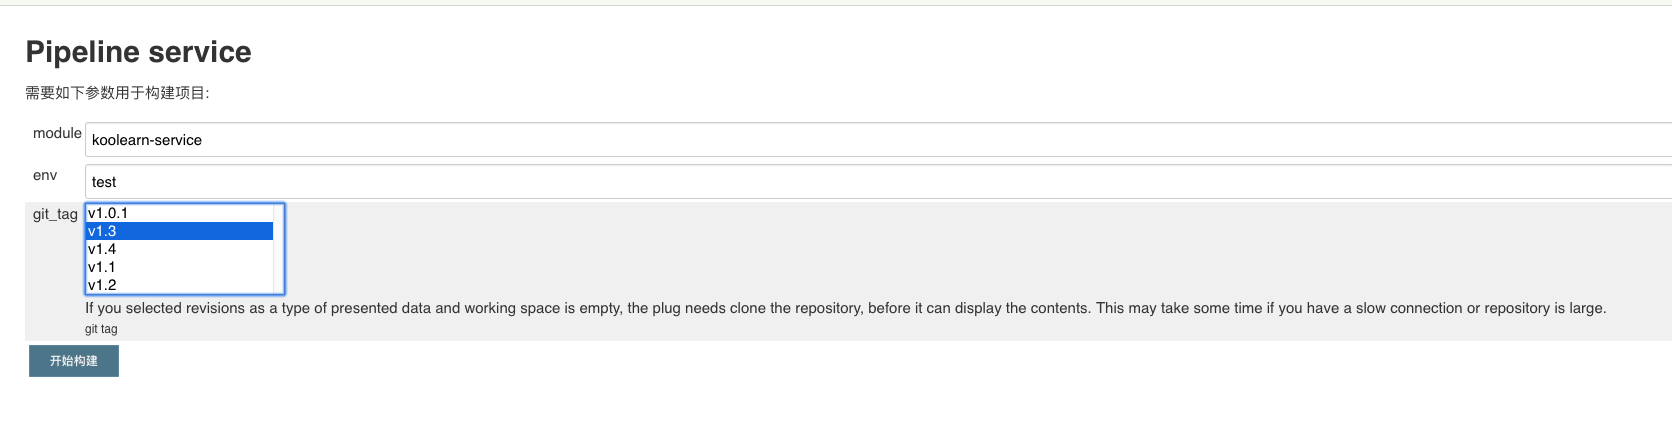 Pipeline service
需要如下参数用于构建项目:
module
koolearn-service
env
test
git_tag
v1.0.1
v1.3
v1.4
v1.1
v1.2
If you selected revisions as a type of presented data and working space is empty, the plug needs clone the repository, before it can display the contents. This may take some time if you have a slow connection or repository is large.
git tag
开始构建